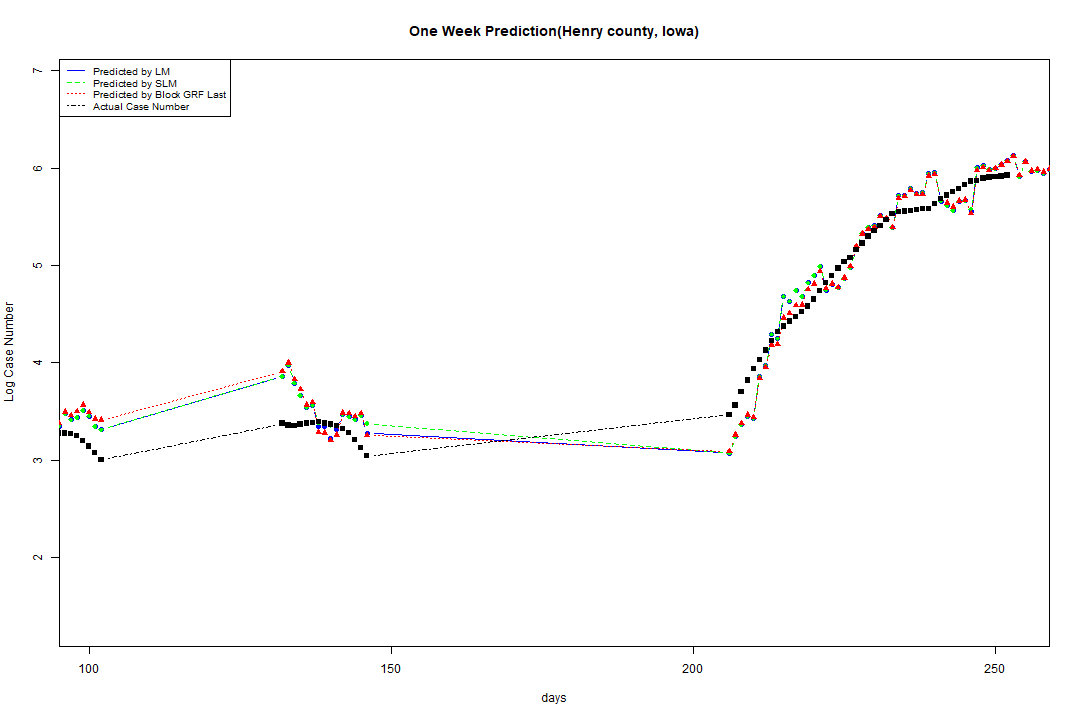 One Week Prediction(Henry county, Iowa)
Predicted by LM
Predicted by SLM
Predicted by Block GRF Last
Actual Case Number
7
6
5
4
3
2
Log Case Number
100 150 200 250
days